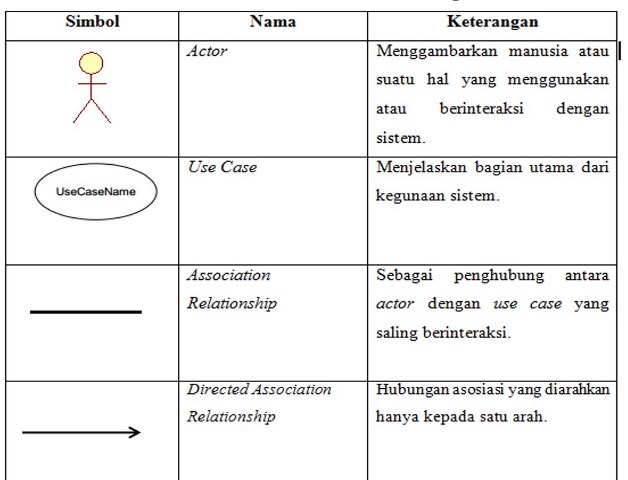 Simbol Nama Keterangan
Actor
Menggambarkan manusia atau
suatu hal yang menggunakan
atau berinteraksi dengan
sistem.
UseCaseName
Use Case
Menjelaskan bagian utama dari
kegunaan sistem.
Association
Relationship
Sebagai penghubung antara
actor dengan use case yang
saling berinteraksi.
Directed Association
Relationship
Hubungan asosiasi yang diarahkan
hanya kepada satu arah.